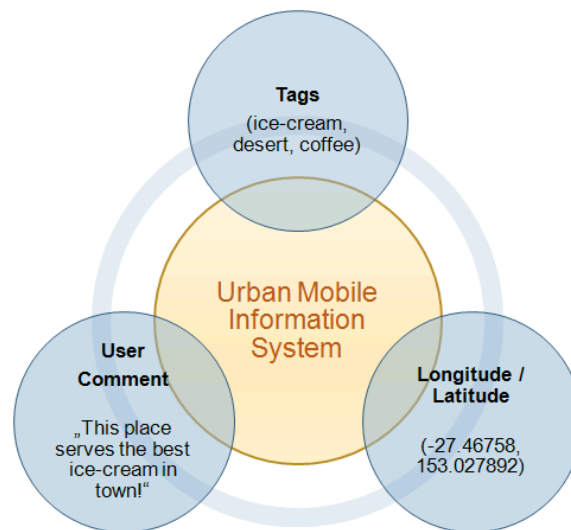 Tags
(ice-cream,
desert, coffee)
Urban Mobile
Information
System
User
Comment
„This place
serves the best
ice-cream in
town!“
Longitude /
Latitude
(-27.46758,
153.027892)